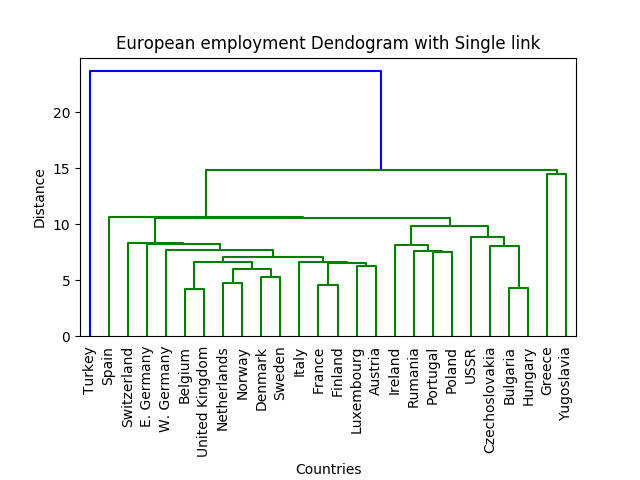 European employment Dendogram with Single link
Distance
20
15
10
5
0
Turkey
Spain
Switzerland
E. Germany
W. Germany
Belgium
United Kingdom
Netherlands
Norway
Denmark
Sweden
Italy
France
Finland
Luxembourg
Austria
Ireland
Rumania
Portugal
Poland
USSR
Czechoslovakia
Bulgaria
Hungary
Greece
Yugoslavia
Countries